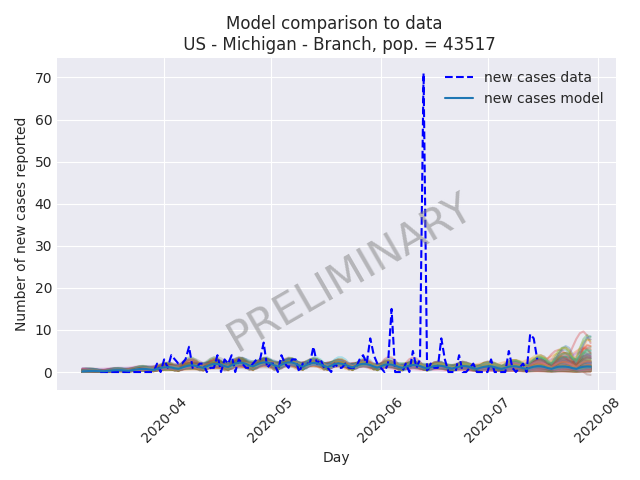 Model comparison to data
US - Michigan - Branch, pop. = 43517
new cases data
new cases model
Number of new cases reported
70
60
50
40
30
20
10
0
PRELIMINARY
2020-04
2020-05
2020-06
2020-07
2020-08
Day